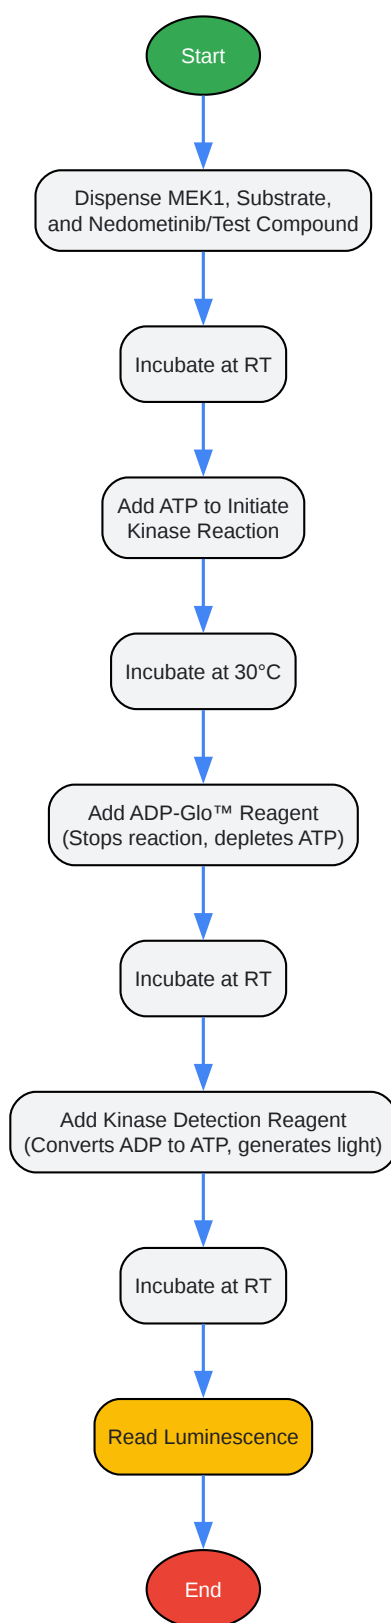 Start
Dispense MEK1, Substrate,
and Nedometinib/Test Compound
Incubate at RT
Add ATP to Initiate
Kinase Reaction
Incubate at 30°C
Add ADP-Glo™ Reagent
(Stops reaction, depletes ATP)
Incubate at RT
Add Kinase Detection Reagent
(Converts ADP to ATP, generates light)
Incubate at RT
Read Luminescence
End